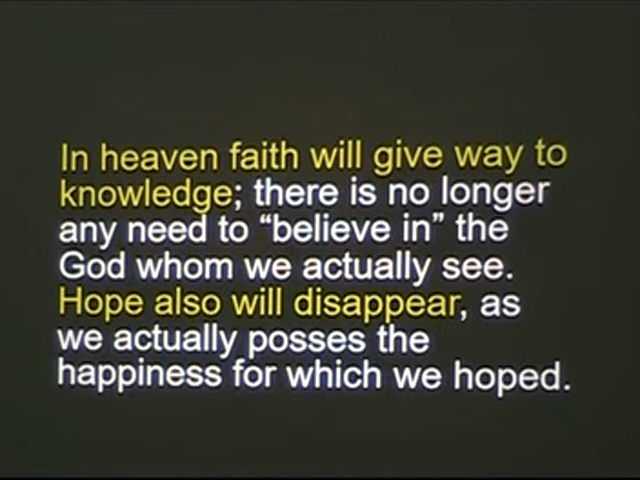 In heaven faith will give way to
knowledge; there is no longer
any need to “believe in” the
God whom we actually see.
Hope also will disappear, as
we actually posses the
happiness for which we hoped.